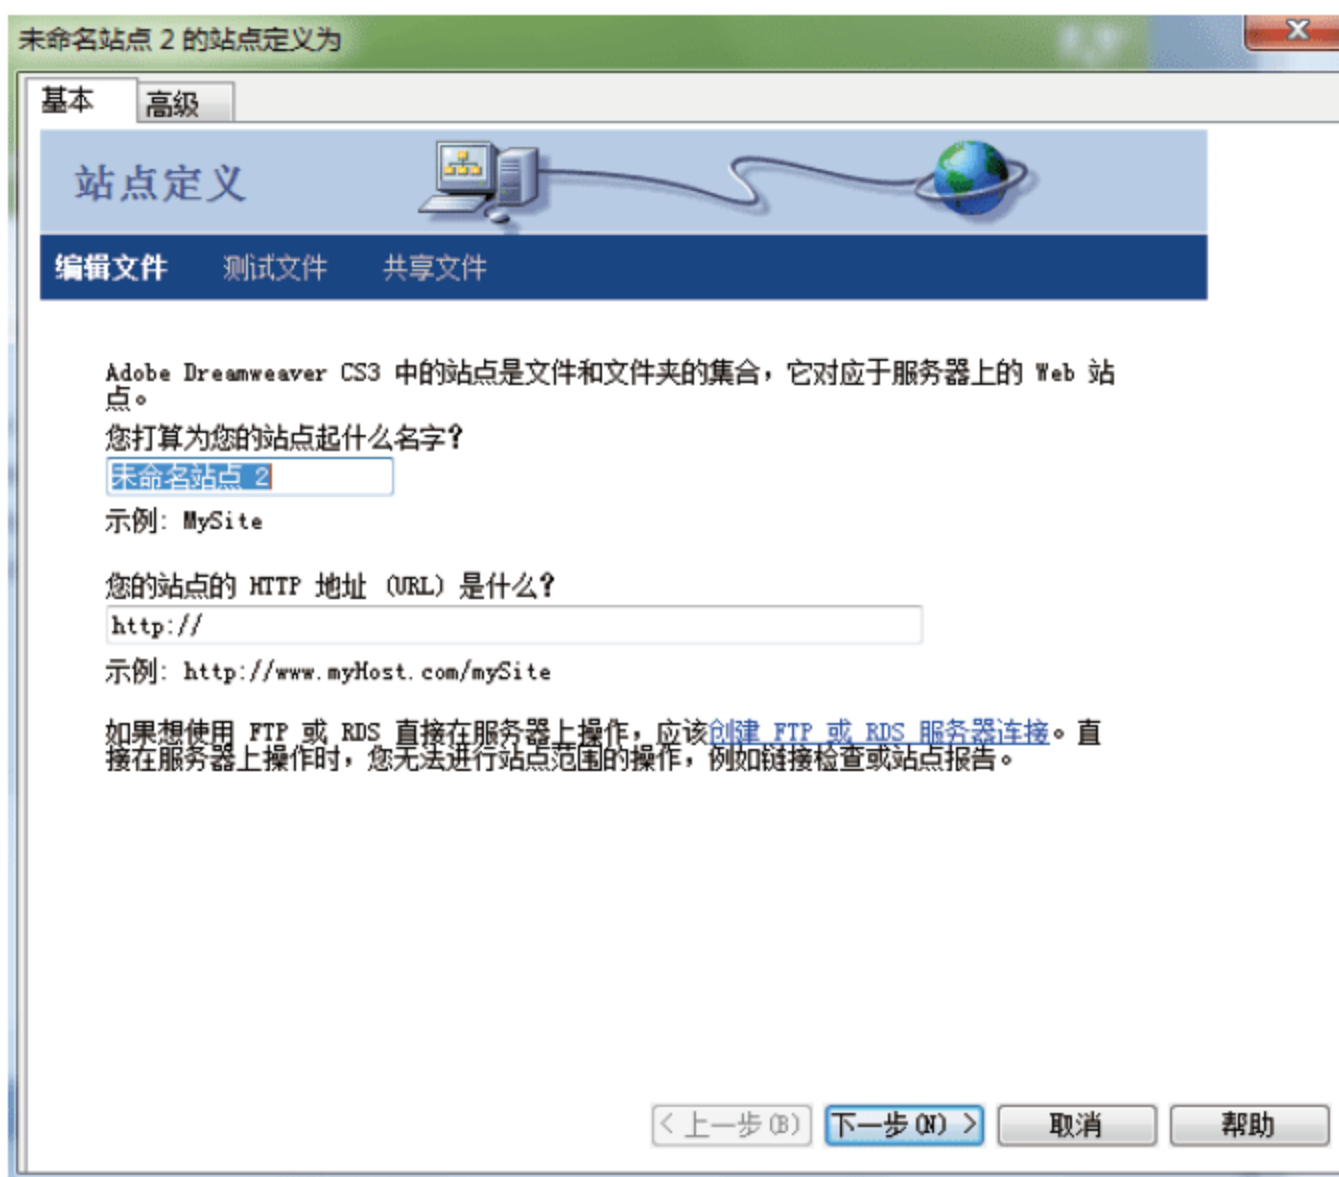 未命名站点 2 的站点定义为
基本 高级
站点定义
编辑文件 测试文件 共享文件
Adobe Dreamweaver CS3 中的站点是文件和文件夹的集合，它对应于服务器上的 Web 站
点。
您打算为您的站点起什么名字？
未命名站点 2
示例: MySite
您的站点的 HTTP 地址 (URL) 是什么？
http://
示例: http://www.myHost.com/mySite
如果想使用 FTP 或 RDS 直接在服务器上操作，应该创建 FTP 或 RDS 服务器连接。直
接在服务器上操作时，您无法进行站点范围的操作，例如链接检查或站点报告。
< 上一步(B) 下一步(N) > 取消 帮助